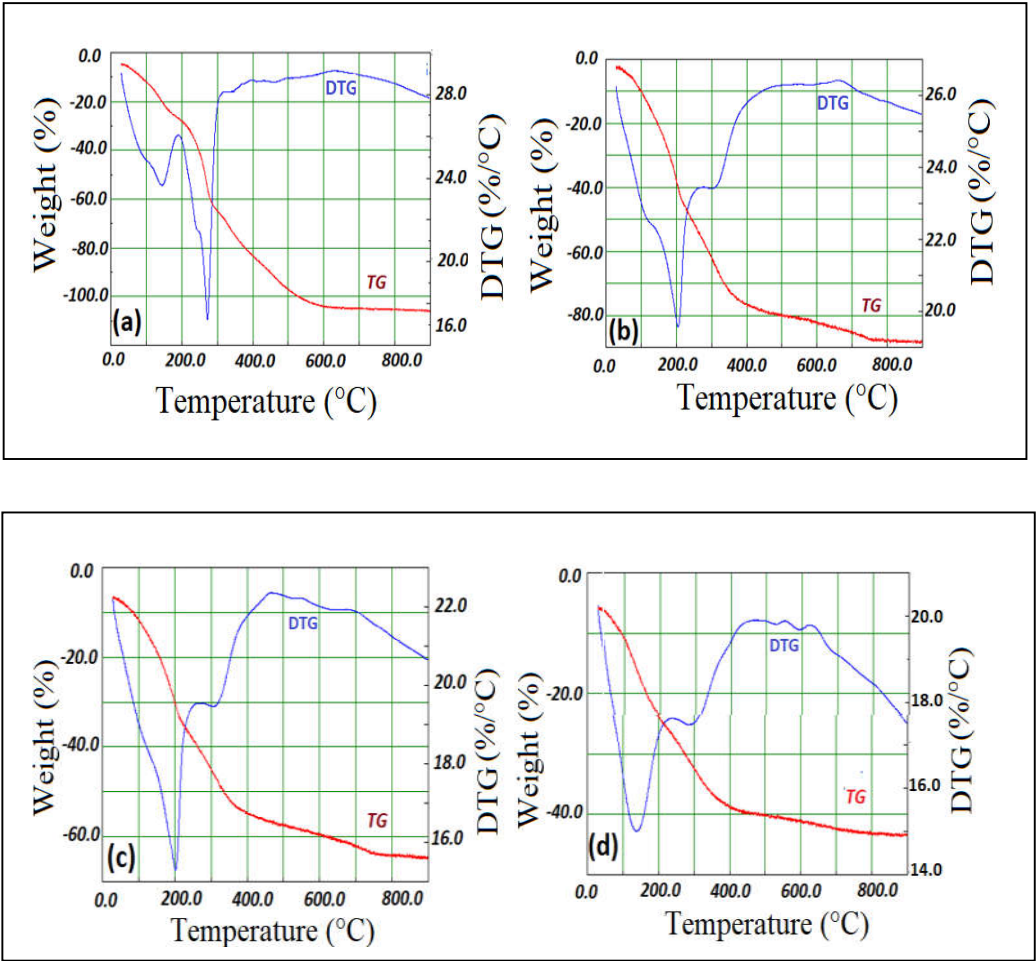 0.0
-20.0
-40.0
-60.0
-80.0
-100.0
Weight (%)
DTG
28.0
24.0
20.0
16.0
DTG (%/°C)
TG
(a)
0.0 200.0 400.0 600.0 800.0
Temperature (°C)
0.0
-20.0
-40.0
-60.0
-80.0
Weight (%)
DTG
26.0
24.0
22.0
20.0
DTG (%/°C)
TG
(b)
0.0 200.0 400.0 600.0 800.0
Temperature (°C)
0.0
-20.0
-40.0
-60.0
Weight (%)
DTG
22.0
20.0
18.0
16.0
DTG (%/°C)
TG
(c)
0.0 200.0 400.0 600.0 800.0
Temperature (°C)
0.0
-20.0
-40.0
Weight (%)
DTG
20.0
18.0
16.0
14.0
DTG (%/°C)
TG
(d)
0.0 200.0 400.0 600.0 800.0
Temperature (°C)